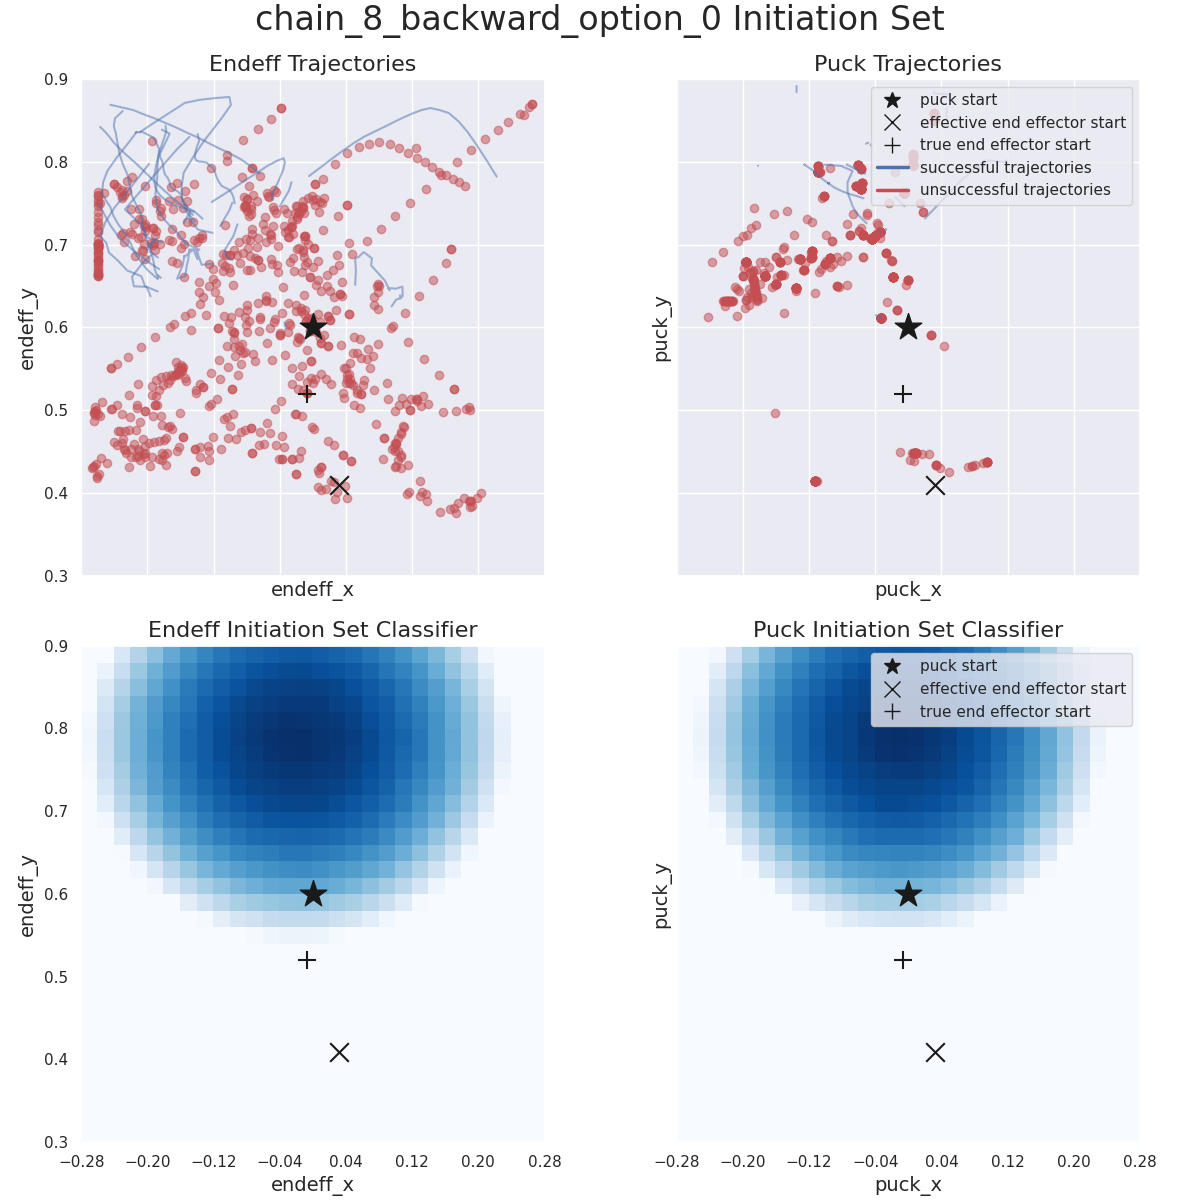 chain_8_backward_option_0 Initiation Set
Endeff Trajectories
0.9
0.8
0.7
0.6
0.5
0.4
0.3
endeff_y
endeff_x
Puck Trajectories
puck start
effective end effector start
true end effector start
successful trajectories
unsuccessful trajectories
puck_y
puck_x
Endeff Initiation Set Classifier
0.9
0.8
0.7
0.6
0.5
0.4
0.3
endeff_y
−0.28 −0.20 −0.12 −0.04 0.04 0.12 0.20 0.28
endeff_x
Puck Initiation Set Classifier
puck start
effective end effector start
true end effector start
puck_y
−0.28 −0.20 −0.12 −0.04 0.04 0.12 0.20 0.28
puck_x